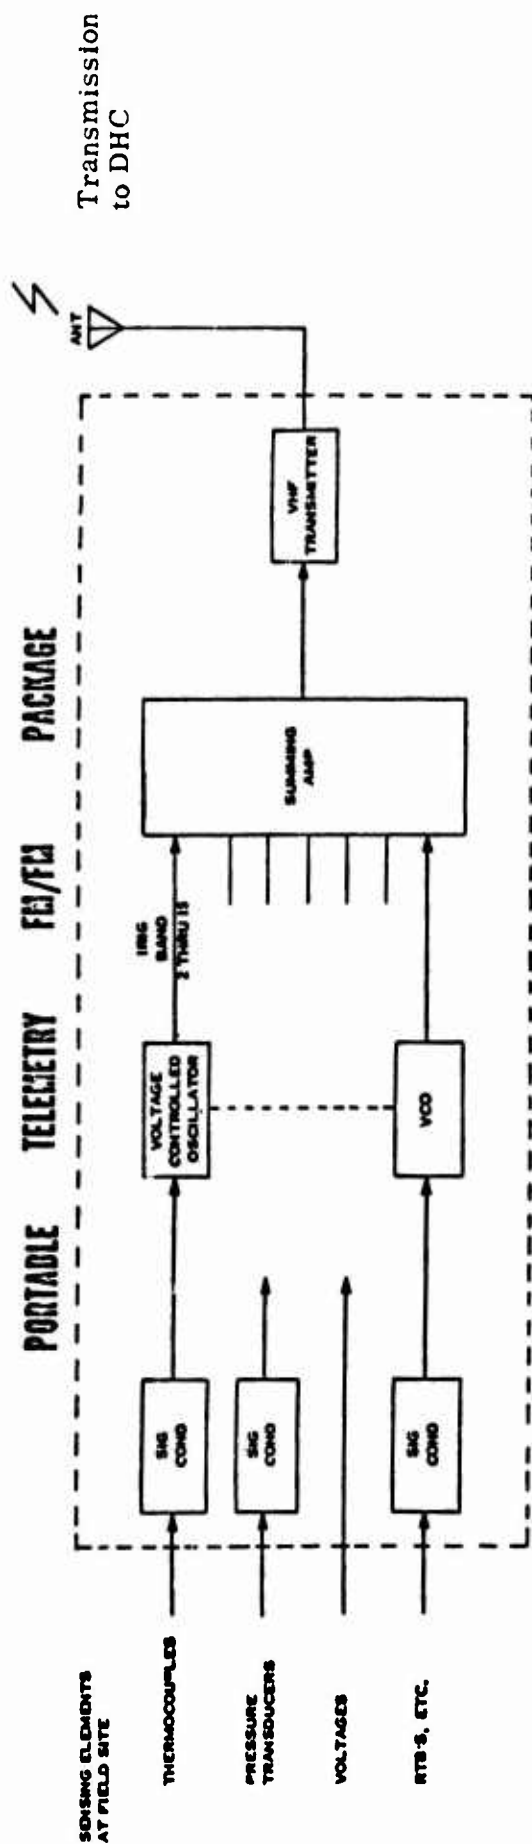 PORTABLE TELEMETRY FM/FM PACKAGE
SENSING ELEMENTS
AT FIELD SITE
THERMOCOUPLES
PRESSURE
TRANSDUCERS
VOLTAGES
RTB'S, ETC.
SIG
COND
SIG
COND
SIG
COND
VOLTAGE
CONTROLLED
OSCILLATOR
VCO
IRIG
BAND
2 THRU 15
SUMMING
AMP
VHF
TRANSMITTER
ANT
Transmission
to DHC